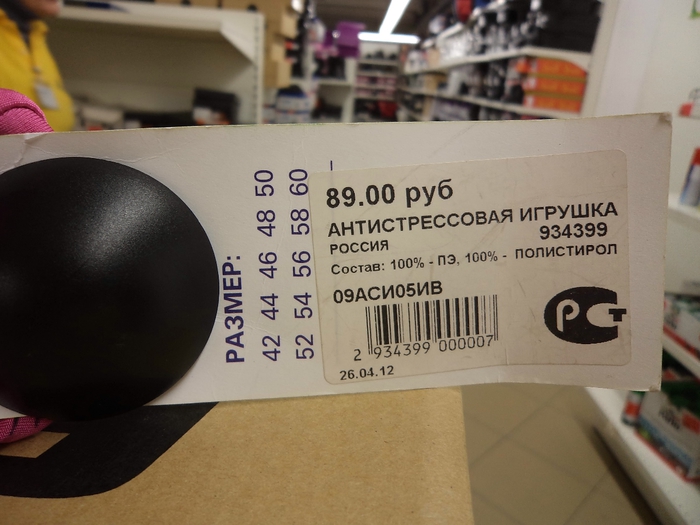 РАЗМЕР:
42 44 46 48 50
52 54 56 58 60
89.00 руб
АНТИСТРЕССОВАЯ ИГРУШКА
РОССИЯ 934399
Состав: 100% - ПЭ, 100% - ПОЛИСТИРОЛ
09АСИ05ИВ
2 934399 000007
26.04.12
РСТ